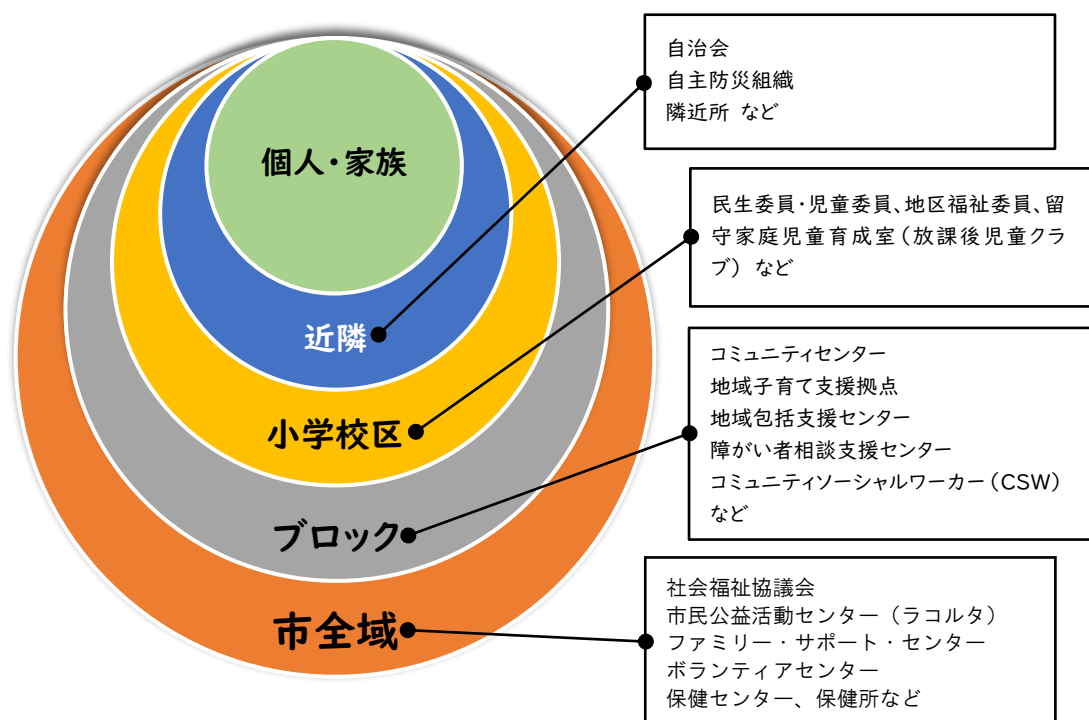 個人・家族
近隣
小学校区
ブロック
市全域
自治会
自主防災組織
隣近所 など
民生委員・児童委員、地区福祉委員、留
守家庭児童育成室(放課後児童クラ
ブ) など
コミュニティセンター
地域子育て支援拠点
地域包括支援センター
障がい者相談支援センター
コミュニティソーシャルワーカー(CSW)
など
社会福祉協議会
市民公益活動センター(ラコルタ)
ファミリー・サポート・センター
ボランティアセンター
保健センター、保健所など